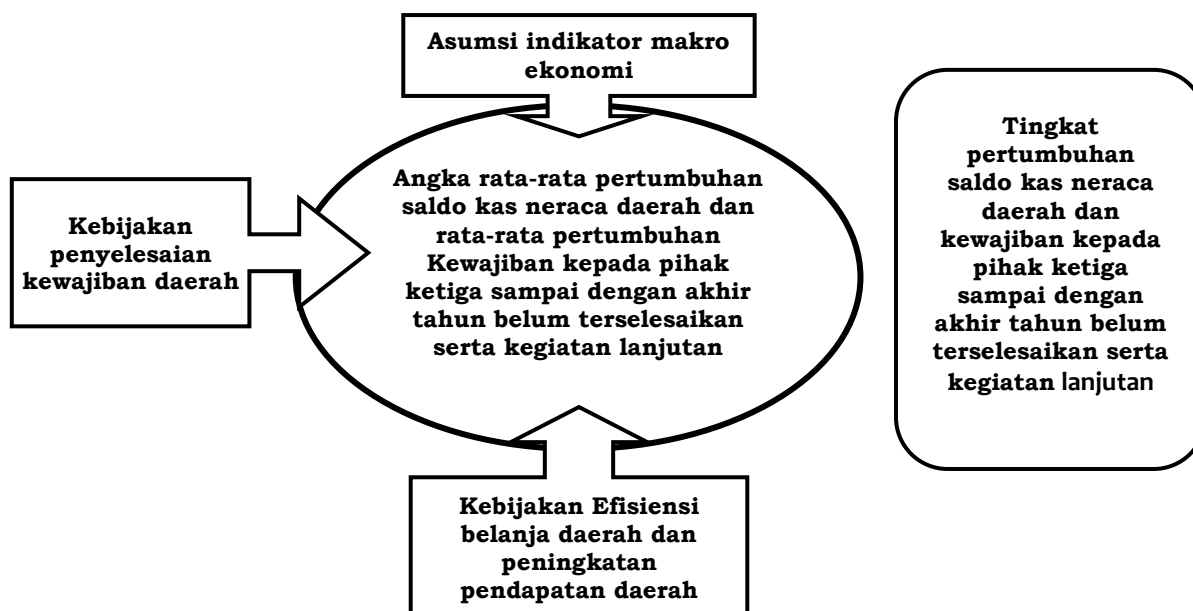 Asumsi indikator makro
ekonomi
Kebijakan
penyelesaian
kewajiban daerah
Angka rata-rata pertumbuhan
saldo kas neraca daerah dan
rata-rata pertumbuhan
Kewajiban kepada pihak
ketiga sampai dengan akhir
tahun belum terselesaikan
serta kegiatan lanjutan
Tingkat
pertumbuhan
saldo kas neraca
daerah dan
kewajiban kepada
pihak ketiga
sampai dengan
akhir tahun belum
terselesaikan serta
kegiatan lanjutan
Kebijakan Efisiensi
belanja daerah dan
peningkatan
pendapatan daerah